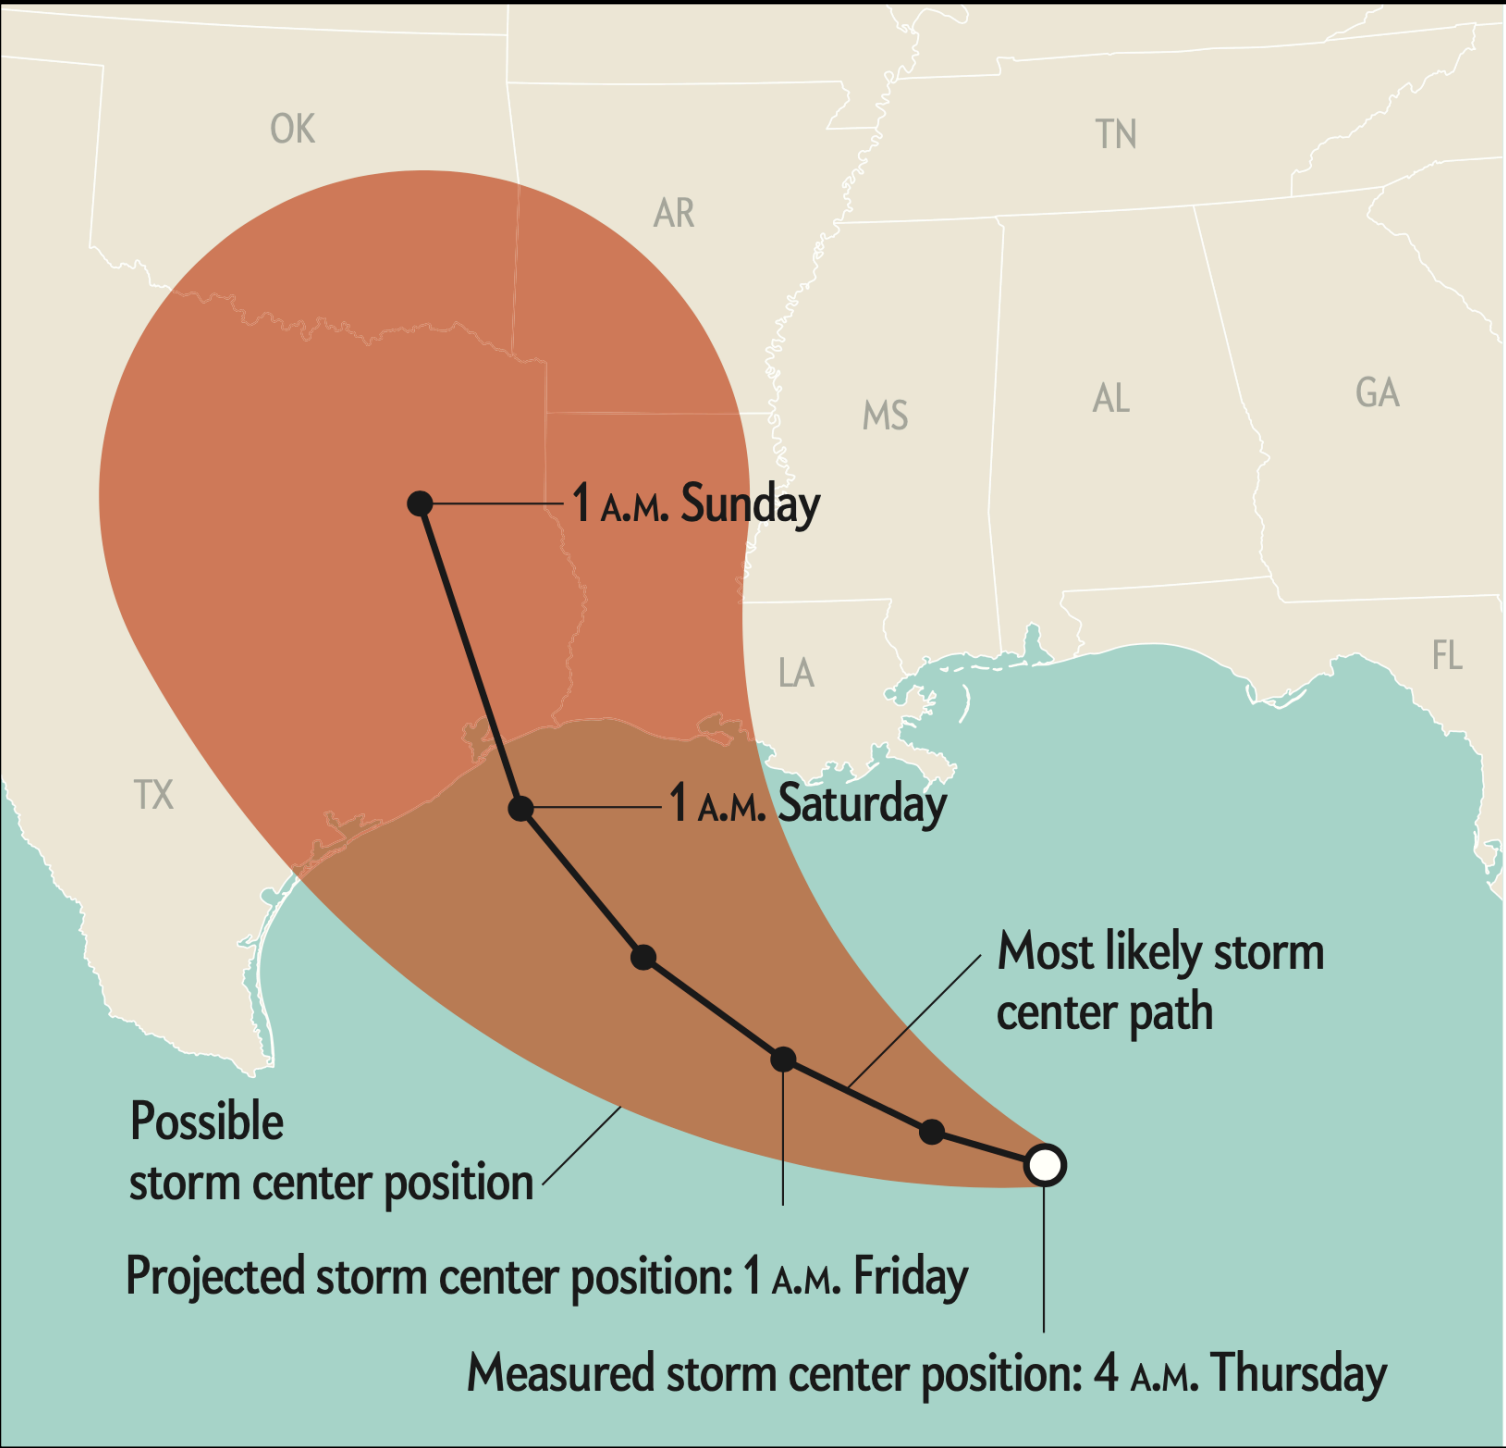 OK
TN
AR
GA
AL
MS
1 A.M. Sunday
FL
LA
TX
1 A.M. Saturday
Most likely storm
center path
Possible
storm center position
Projected storm center position: 1 A.M. Friday
Measured storm center position: 4 A.M. Thursday